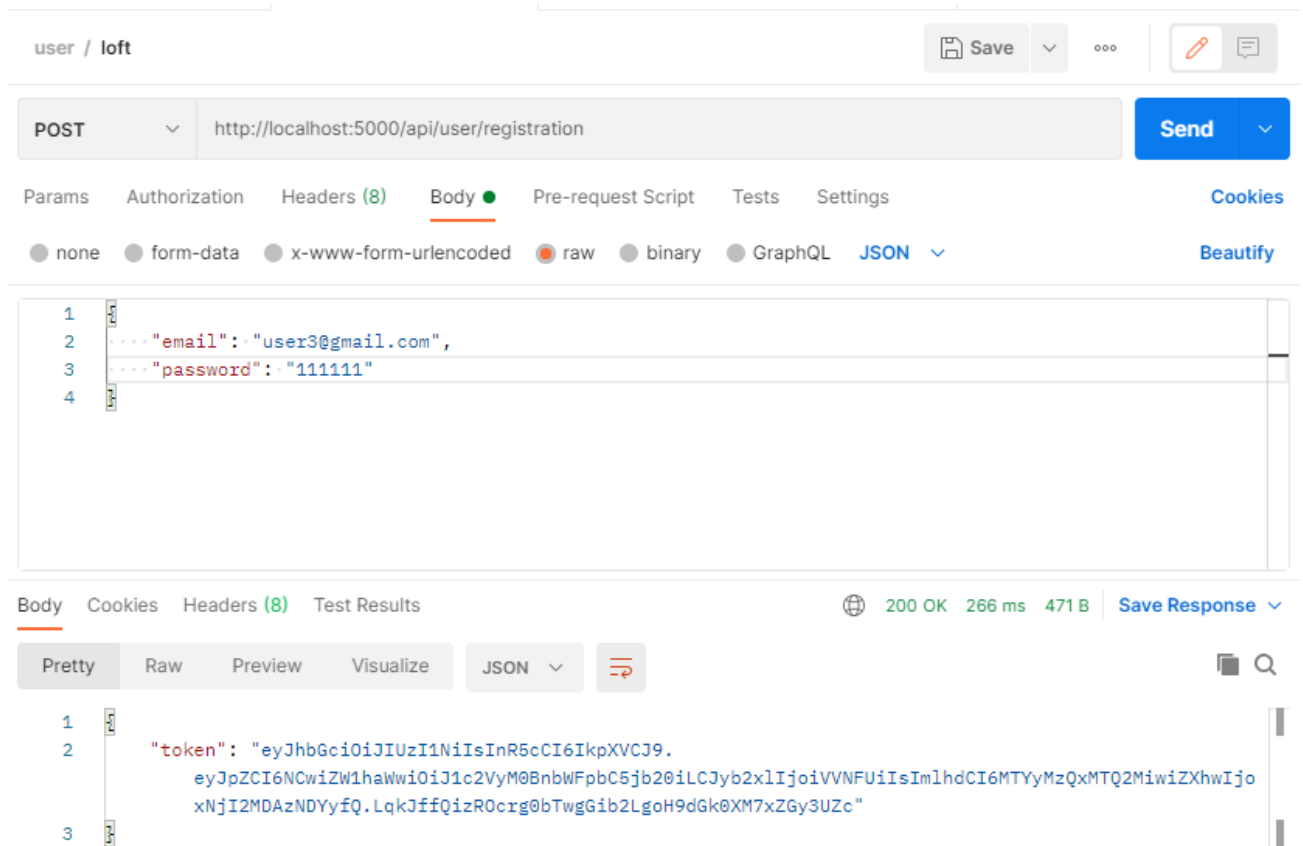 user / loft
Save
POST
http://localhost:5000/api/user/registration
Send
Params Authorization Headers (8) Body Pre-request Script Tests Settings Cookies
none form-data x-www-form-urlencoded raw binary GraphQL JSON Beautify
1 {
2 "email": "user3@gmail.com",
3 "password": "111111"
4 }
Body Cookies Headers (8) Test Results 200 OK 266 ms 471 B Save Response
Pretty Raw Preview Visualize JSON
1 {
2 "token": "eyJhbGciOiJIUzI1NiIsInR5cCI6IkpXVCJ9.
eyJpZCI6NCwiZW1haWwiOiJ1c2VyM0BnbWFpbC5jb20iLCJyb2xlIjoiVVNFUiIsImlhdCI6MTYyMzQxMTQ2MiwiZXhwIjo
xNjI2MDAzNDYyfQ.LqkJffQizROcrg0bTwgGib2LgoH9dGk0XM7xZGy3UZc"
3 }